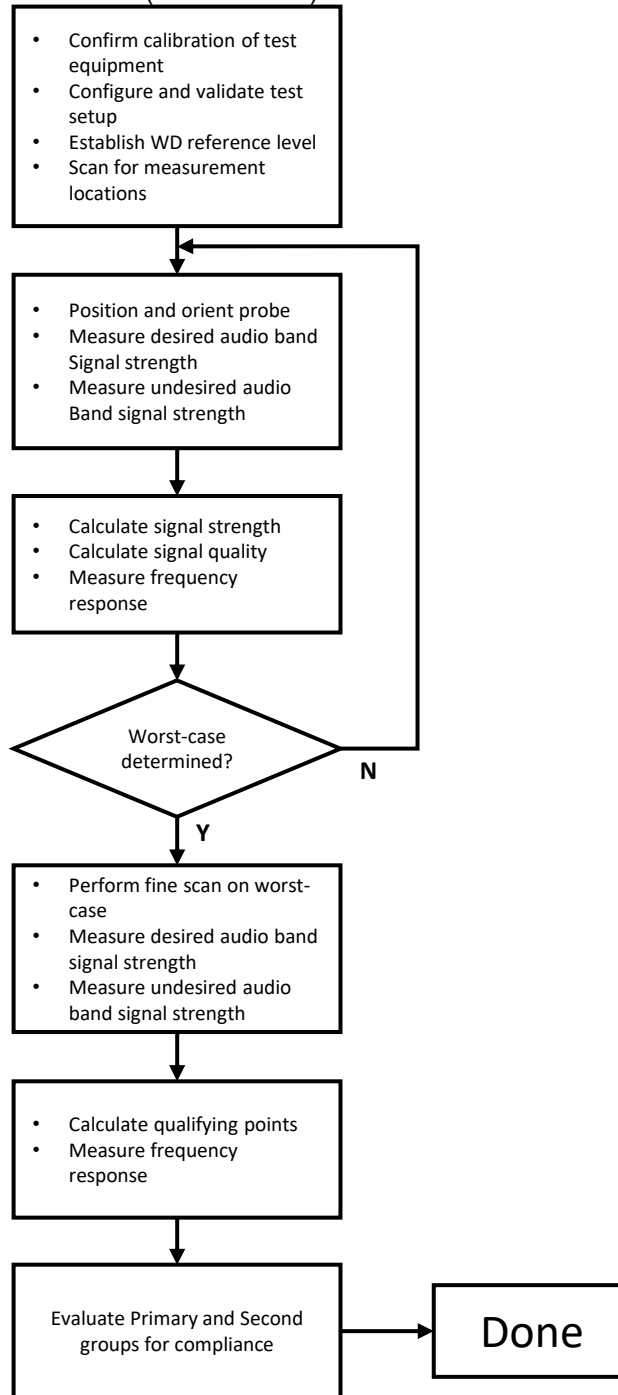 • Confirm calibration of test
equipment
• Configure and validate test
setup
• Establish WD reference level
• Scan for measurement
locations
• Position and orient probe
• Measure desired audio band
Signal strength
• Measure undesired audio
Band signal strength
• Calculate signal strength
• Calculate signal quality
• Measure frequency
response
Worst-case
determined?
N
Y
• Perform fine scan on worst-
case
• Measure desired audio band
signal strength
• Measure undesired audio
band signal strength
• Calculate qualifying points
• Measure frequency
response
Evaluate Primary and Second
groups for compliance
Done